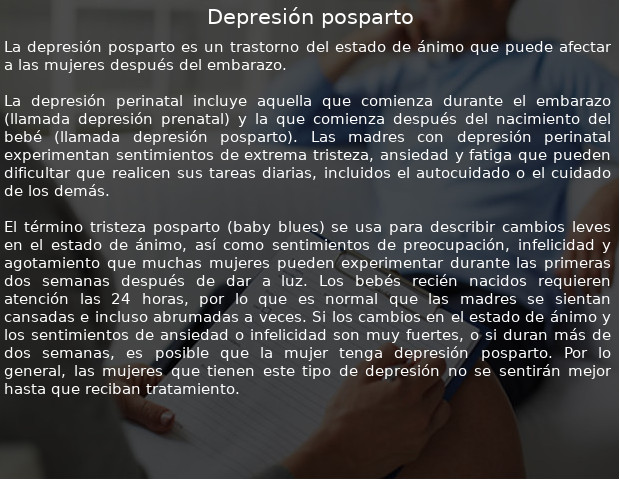 Depresión posparto
La depresión posparto es un trastorno del estado de ánimo que puede afectar
a las mujeres después del embarazo.
La depresión perinatal incluye aquella que comienza durante el embarazo
(llamada depresión prenatal) y la que comienza después del nacimiento del
bebé (llamada depresión posparto). Las madres con depresión perinatal
experimentan sentimientos de extrema tristeza, ansiedad y fatiga que pueden
dificultar que realicen sus tareas diarias, incluidos el autocuidado o el cuidado
de los demás.
El término tristeza posparto (baby blues) se usa para describir cambios leves
en el estado de ánimo, así como sentimientos de preocupación, infelicidad y
agotamiento que muchas mujeres pueden experimentar durante las primeras
dos semanas después de dar a luz. Los bebés recién nacidos requieren
atención las 24 horas, por lo que es normal que las madres se sientan
cansadas e incluso abrumadas a veces. Si los cambios en el estado de ánimo y
los sentimientos de ansiedad o infelicidad son muy fuertes, o si duran más de
dos semanas, es posible que la mujer tenga depresión posparto. Por lo
general, las mujeres que tienen este tipo de depresión no se sentirán mejor
hasta que reciban tratamiento.